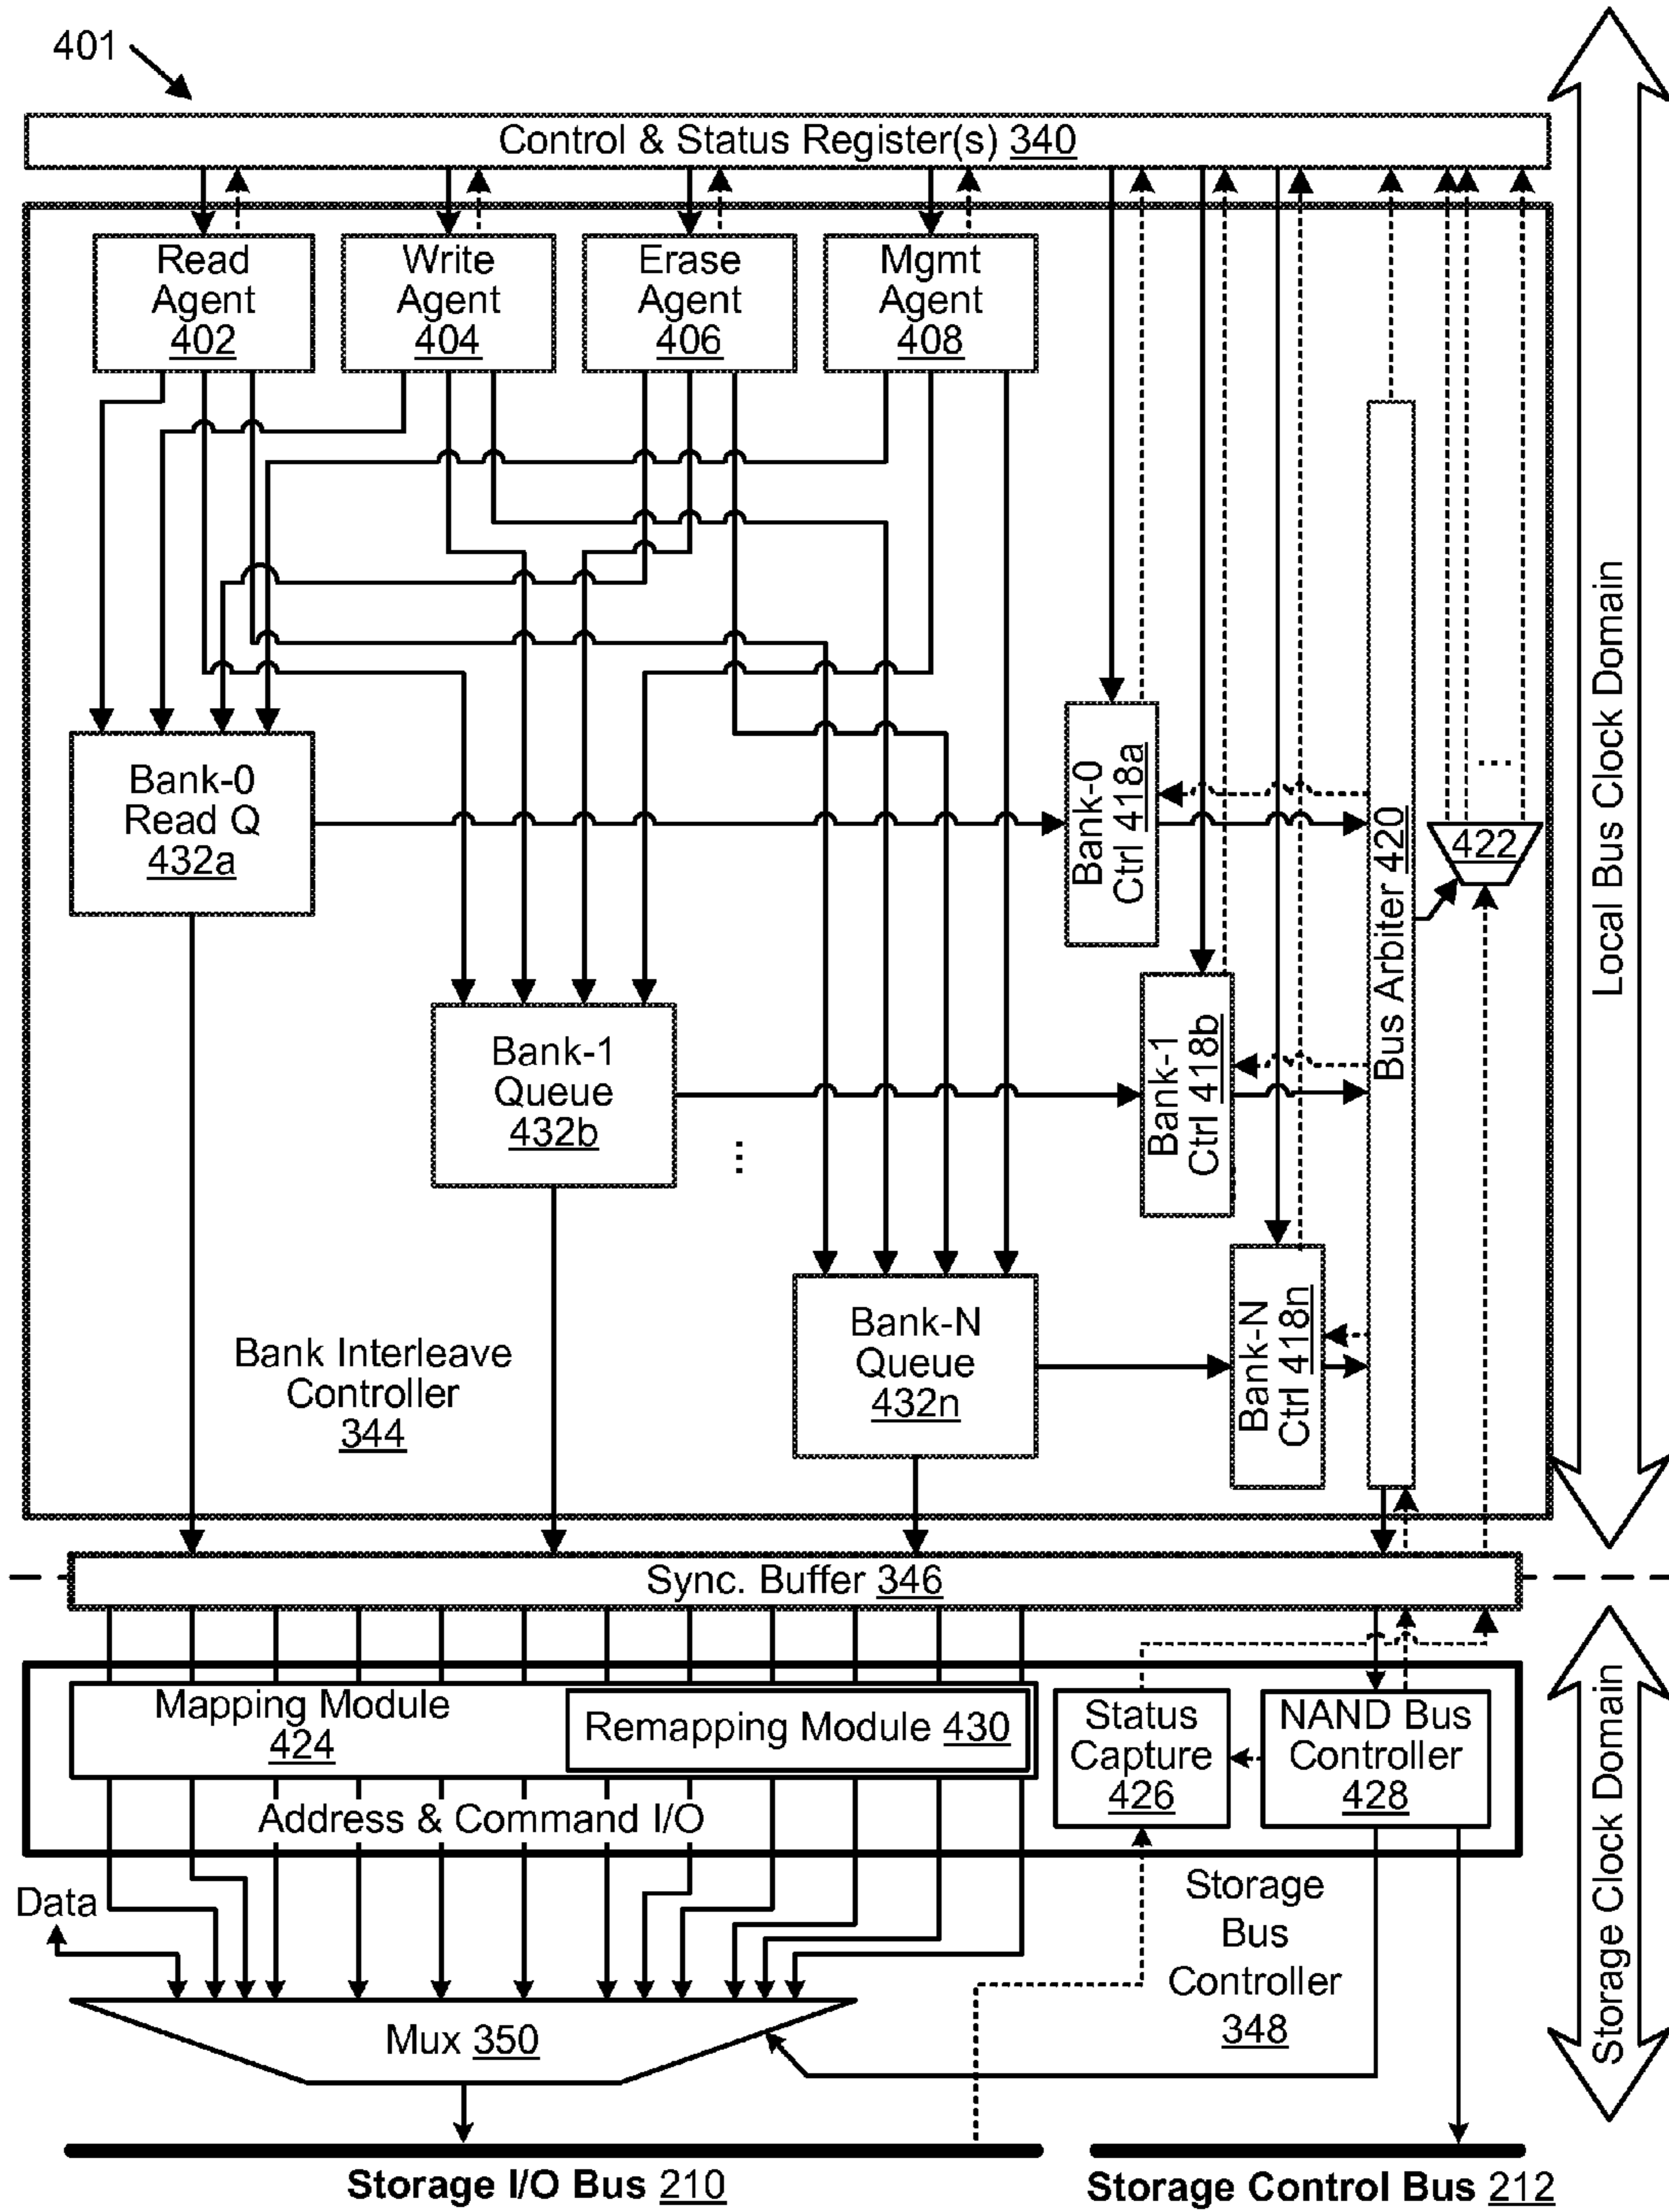 401
Control & Status Register(s) 340
Read
Agent
402
Write
Agent
404
Erase
Agent
406
Mgmt
Agent
408
Local Bus Clock Domain
Bank-0
Read Q
432a
Bank-0
Ctrl 418a
Bus Arbiter 420
...
422
Bank-1
Queue
432b
...
Bank-1
Ctrl 418b
Bank-N
Queue
432n
Bank-N
Ctrl 418n
Bank Interleave
Controller
344
Sync. Buffer 346
Mapping Module
424
Remapping Module 430
Status
Capture
426
NAND Bus
Controller
428
Address & Command I/O
Storage Clock Domain
Data
Storage
Bus
Controller
348
Mux 350
Storage I/O Bus 210
Storage Control Bus 212